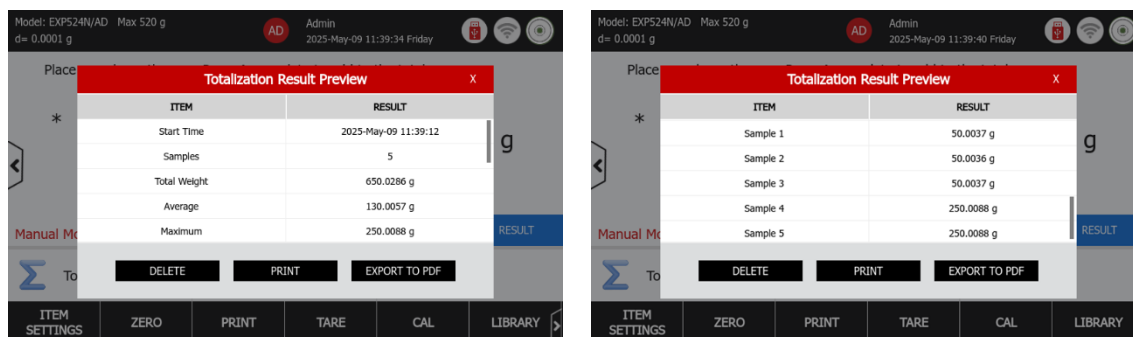 Model: EXP524N/AD Max 520 g
d= 0.0001 g
AD
Admin
2025-May-09 11:39:34 Friday
Place
Totalization Result Preview
X
ITEM RESULT
Start Time 2025-May-09 11:39:12
Samples 5
Total Weight 650.0286 g
Average 130.0057 g
Maximum 250.0088 g
*
g
Manual Mo
RESULT
DELETE PRINT EXPORT TO PDF
Σ To
ITEM SETTINGS ZERO PRINT TARE CAL LIBRARY
Model: EXP524N/AD Max 520 g
d= 0.0001 g
AD
Admin
2025-May-09 11:39:40 Friday
Place
Totalization Result Preview
X
ITEM RESULT
Sample 1 50.0037 g
Sample 2 50.0036 g
Sample 3 50.0037 g
Sample 4 250.0088 g
Sample 5 250.0088 g
*
g
Manual Mo
RESULT
DELETE PRINT EXPORT TO PDF
Σ To
ITEM SETTINGS ZERO PRINT TARE CAL LIBRARY